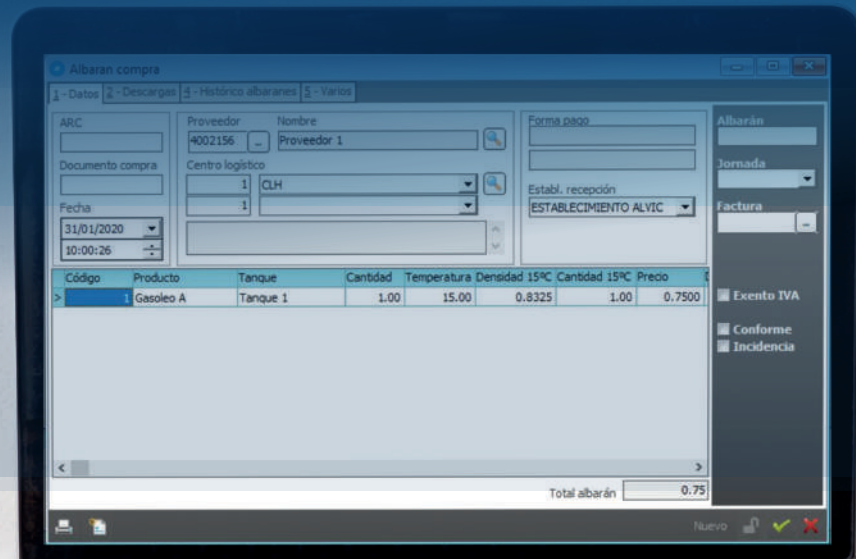 Albaran compra
1 - Datos 2 - Descargas 4 - Histórico albaranes 5 - Varios
ARC
Proveedor Nombre
4002156 ... Proveedor 1
Forma pago
Albarán
Documento compra
Centro logístico
1 CLH
1
Jornada
Establ. recepción
ESTABLECIMIENTO ALVIC
Factura
...
Fecha
31/01/2020
10:00:26
Código Producto Tanque Cantidad Temperatura Densidad 15ºC Cantidad 15ºC Precio
> 1 Gasoleo A Tanque 1 1.00 15.00 0.8325 1.00 0.7500
Exento IVA
Conforme
Incidencia
Total albarán 0.75
Nuevo